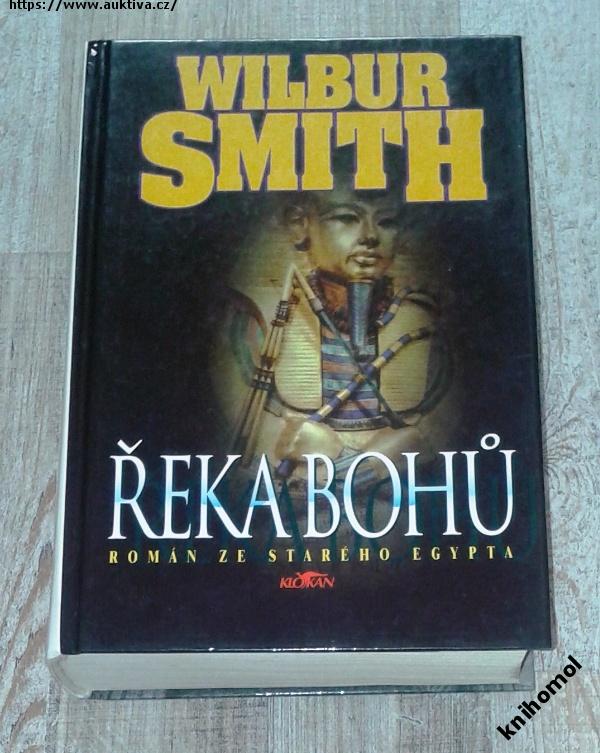 https://www.auktiva.cz/
WILBUR
SMITH
ŘEKA BOHŮ
ROMÁN ZE STARÉHO EGYPTA
KLOKAN
knihomol